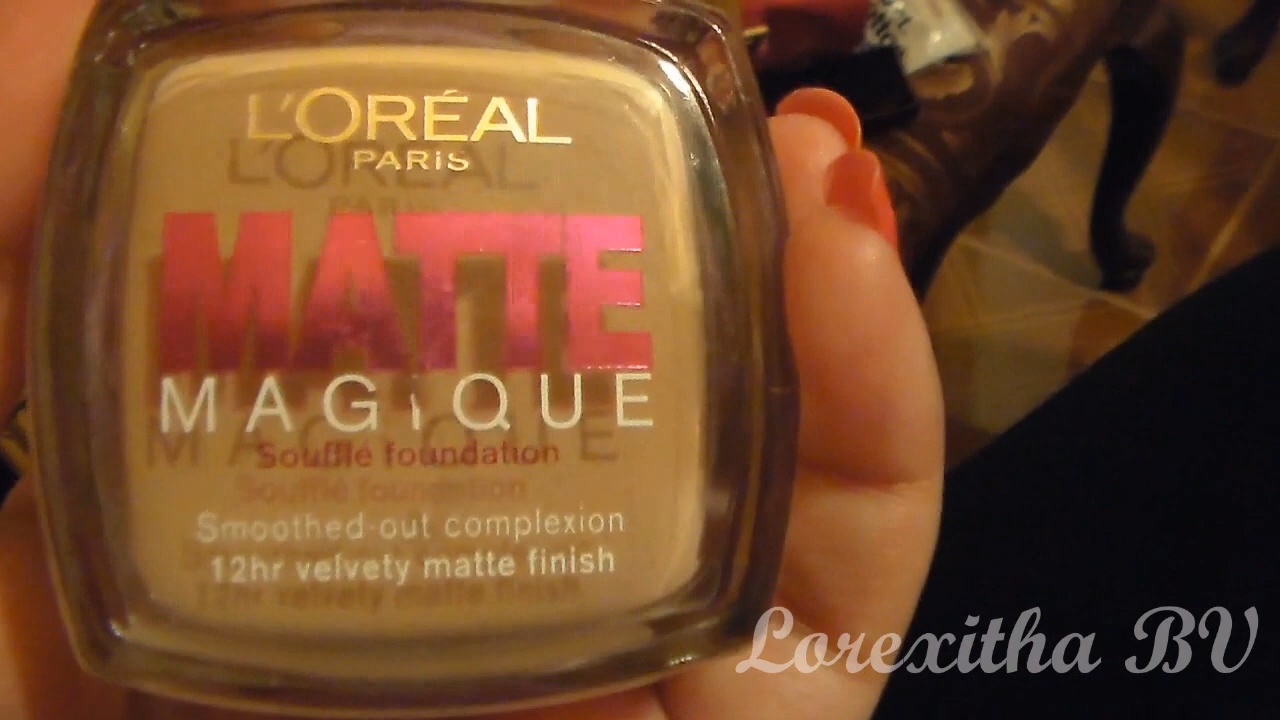 L'ORÉAL
PARiS
MATTE
MAGiQUE
Soufflé foundation
Smoothed-out complexion
12hr velvety matte finish
Lorexitha BV